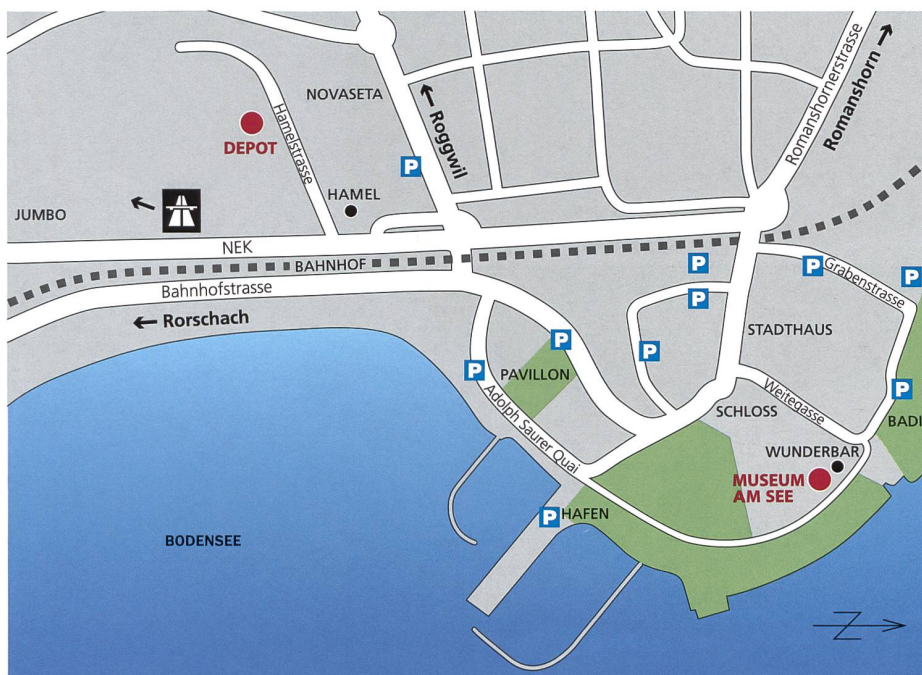 NOVASETA
DEPOT
Hamelstrasse
HAMEL
P
Roggwil
Romanshornerstrasse
Romanshorn
JUMBO
NEK
BAHNHOF
Bahnhofstrasse
Rorschach
P
P
P
Grabenstrasse
P
STADTHAUS
P
P
P
PAVILLON
Adolph Saurer Quai
SCHLOSS
Weitegasse
P
BADI
WUNDERBAR
MUSEUM
AM SEE
P
HAFEN
BODENSEE
N